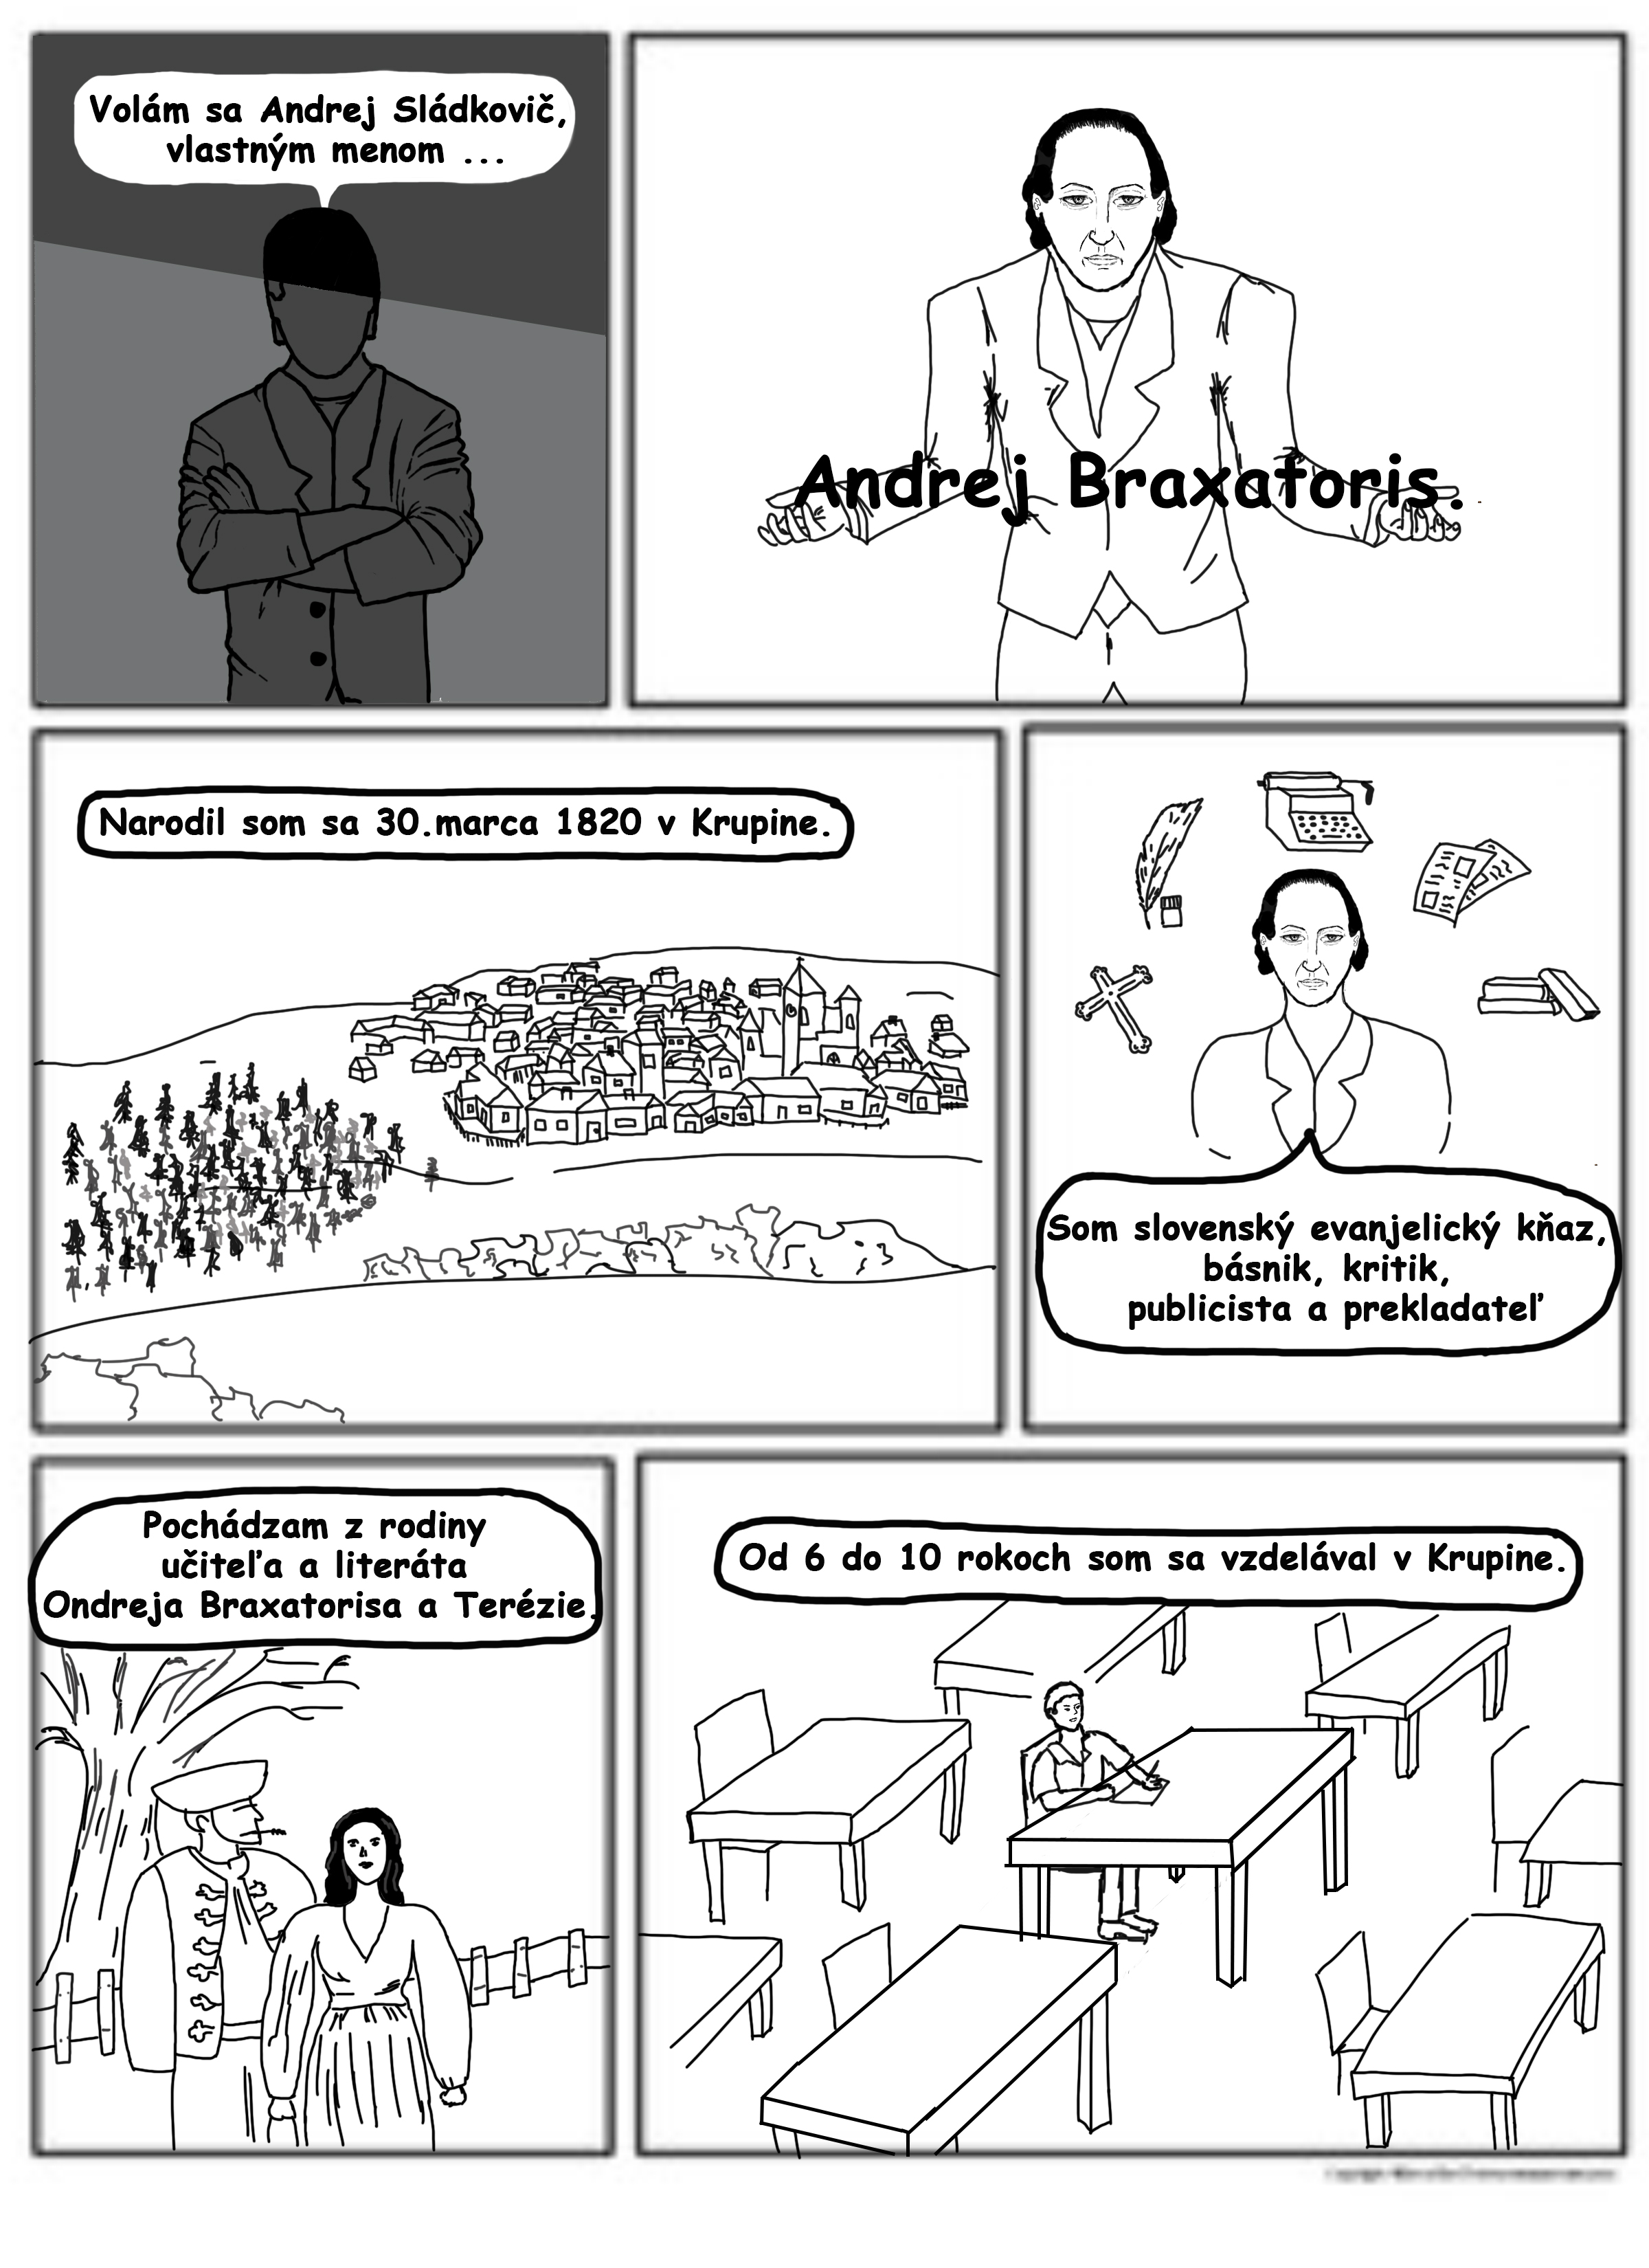 Volám sa Andrej Sládkovič,
vlastným menom ...
Andrej Braxatoris.
Narodil som sa 30.marca 1820 v Krupine.
Som slovenský evanjelický kňaz,
básnik, kritik,
publicista a prekladateľ
Pochádzam z rodiny
učiteľa a literáta
Ondreja Braxatorisa a Terézie.
Od 6 do 10 rokoch som sa vzdelával v Krupine.